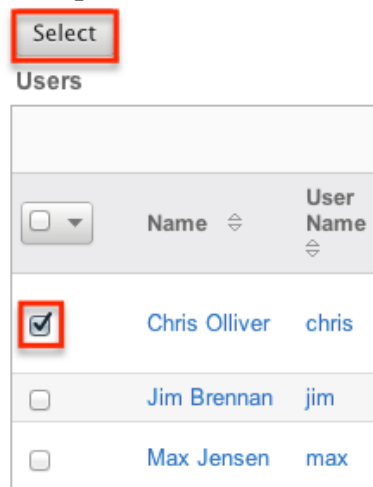 Select
Users
Name
User
Name
Chris Olliver chris
Jim Brennan jim
Max Jensen max